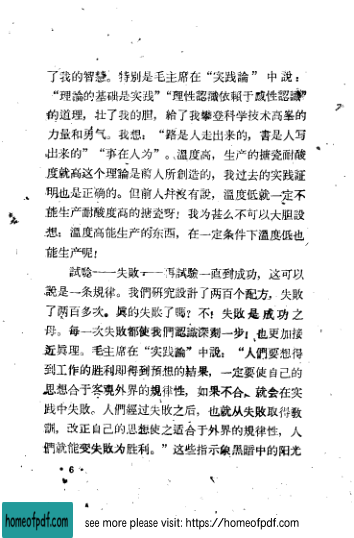 了我的智慧。特别是毛主席在“实践論”中說：
“理論的基础是实践”“理性認識依賴于感性認識”
的道理，壮了我的胆，給了我攀登科学技术高峯的
力量和勇气。我想：“路是人走出来的，書是人写
出来的”“事在人为”。温度高，生产的搪瓷耐酸
度就高这个理論是前人所創造的，我过去的实践証
明也是正确的。但前人幷沒有說，溫度低就一定不
能生产耐酸度高的搪瓷呀！我为甚么不可以大胆設
想：溫度高能生产的东西，在一定条件下溫度低也
能生产呢！
試驗——失敗——再試驗一直到成功，这可以
說是一条規律。我們研究設計了两百个配方，失敗
了两百多次。眞的失敗了嗎？不！失敗是成功之
母。每一次失敗都使我們認識深刻一步，也更加接
近眞理。毛主席在“实踐論”中說：“人們要想得
到工作的胜利即得到預想的結果，一定要使自己的
思想合于客觀外界的規律性，如果不合，就会在实
践中失敗。人們經过失敗之后，也就从失敗取得敎
訓，改正自己的思想使之适合于外界的規律性，人
們就能变失敗为胜利。”这些指示象黑暗中的阳光
• 6 •
homeofpdf.com
see more please visit: https://homeofpdf.com